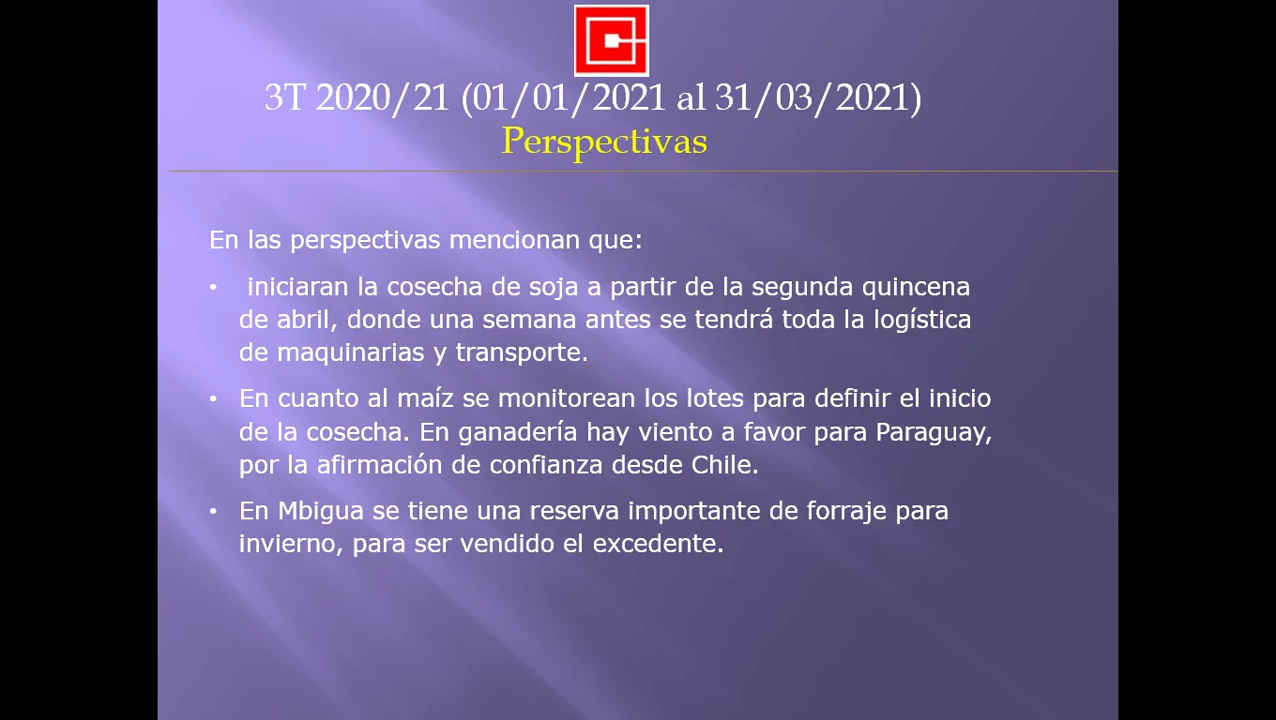 3T 2020/21 (01/01/2021 al 31/03/2021)
Perspectivas
En las perspectivas mencionan que:
• iniciaran la cosecha de soja a partir de la segunda quincena
de abril, donde una semana antes se tendrá toda la logística
de maquinarias y transporte.
• En cuanto al maíz se monitorean los lotes para definir el inicio
de la cosecha. En ganadería hay viento a favor para Paraguay,
por la afirmación de confianza desde Chile.
• En Mbigua se tiene una reserva importante de forraje para
invierno, para ser vendido el excedente.